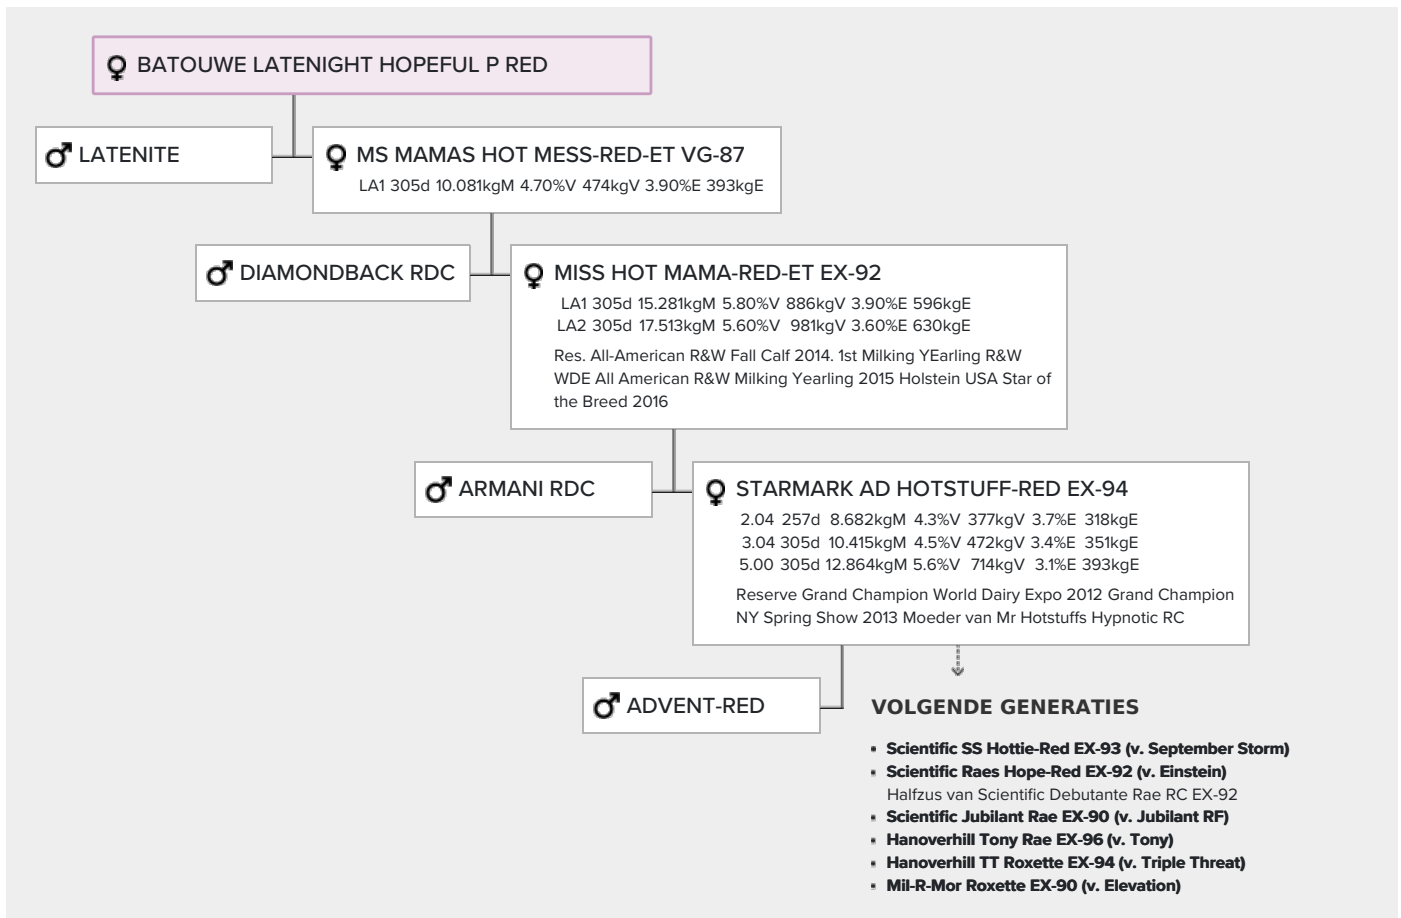 BATOUWE LATENIGHT HOPEFUL P RED
LATENITE
MS MAMAS HOT MESS-RED-ET VG-87
LA1 305d 10.081kgM 4.70%V 474kgV 3.90%E 393kgE
DIAMONDBACK RDC
MISS HOT MAMA-RED-ET EX-92
LA1 305d 15.281kgM 5.80%V 886kgV 3.90%E 596kgE
LA2 305d 17.513kgM 5.60%V 981kgV 3.60%E 630kgE
Res. All-American R&W Fall Calf 2014. 1st Milking YEarling R&W
WDE All American R&W Milking Yearling 2015 Holstein USA Star of
the Breed 2016
ARMANI RDC
STARMARK AD HOTSTUFF-RED EX-94
2.04 257d 8.682kgM 4.3%V 377kgV 3.7%E 318kgE
3.04 305d 10.415kgM 4.5%V 472kgV 3.4%E 351kgE
5.00 305d 12.864kgM 5.6%V 714kgV 3.1%E 393kgE
Reserve Grand Champion World Dairy Expo 2012 Grand Champion
NY Spring Show 2013 Moeder van Mr Hotstuffs Hypnotic RC
ADVENT-RED
VOLGENDE GENERATIES
Scientific SS Hottie-Red EX-93 (v. September Storm)
Scientific Raes Hope-Red EX-92 (v. Einstein)
Halfzus van Scientific Debutante Rae RC EX-92
Scientific Jubilant Rae EX-90 (v. Jubilant RF)
Hanoverhill Tony Rae EX-96 (v. Tony)
Hanoverhill TT Roxette EX-94 (v. Triple Threat)
Mil-R-Mor Roxette EX-90 (v. Elevation)